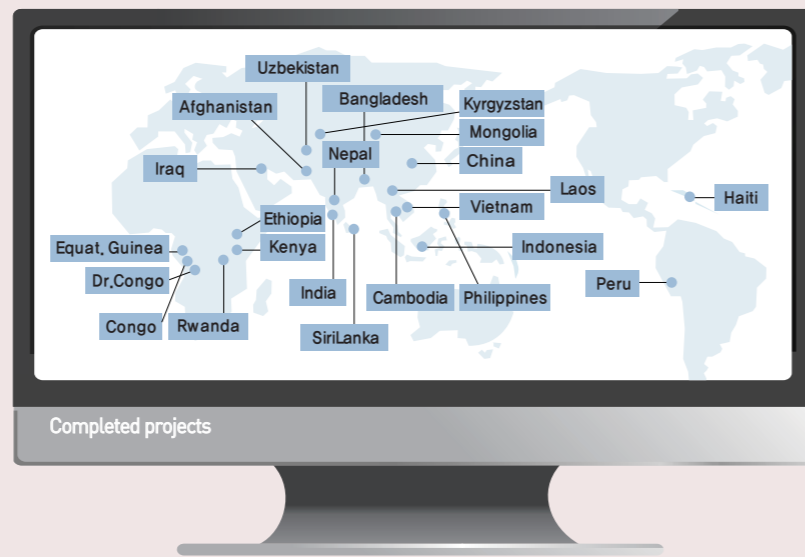 Uzbekistan
Bangladesh
Afghanistan
Kyrgyzstan
Mongolia
Nepal
China
Iraq
Laos
Haiti
Vietnam
Ethiopia
Equat. Guinea
Kenya
Indonesia
Dr.Congo
Peru
India
Cambodia
Philippines
Congo
Rwanda
SiriLanka
Completed projects